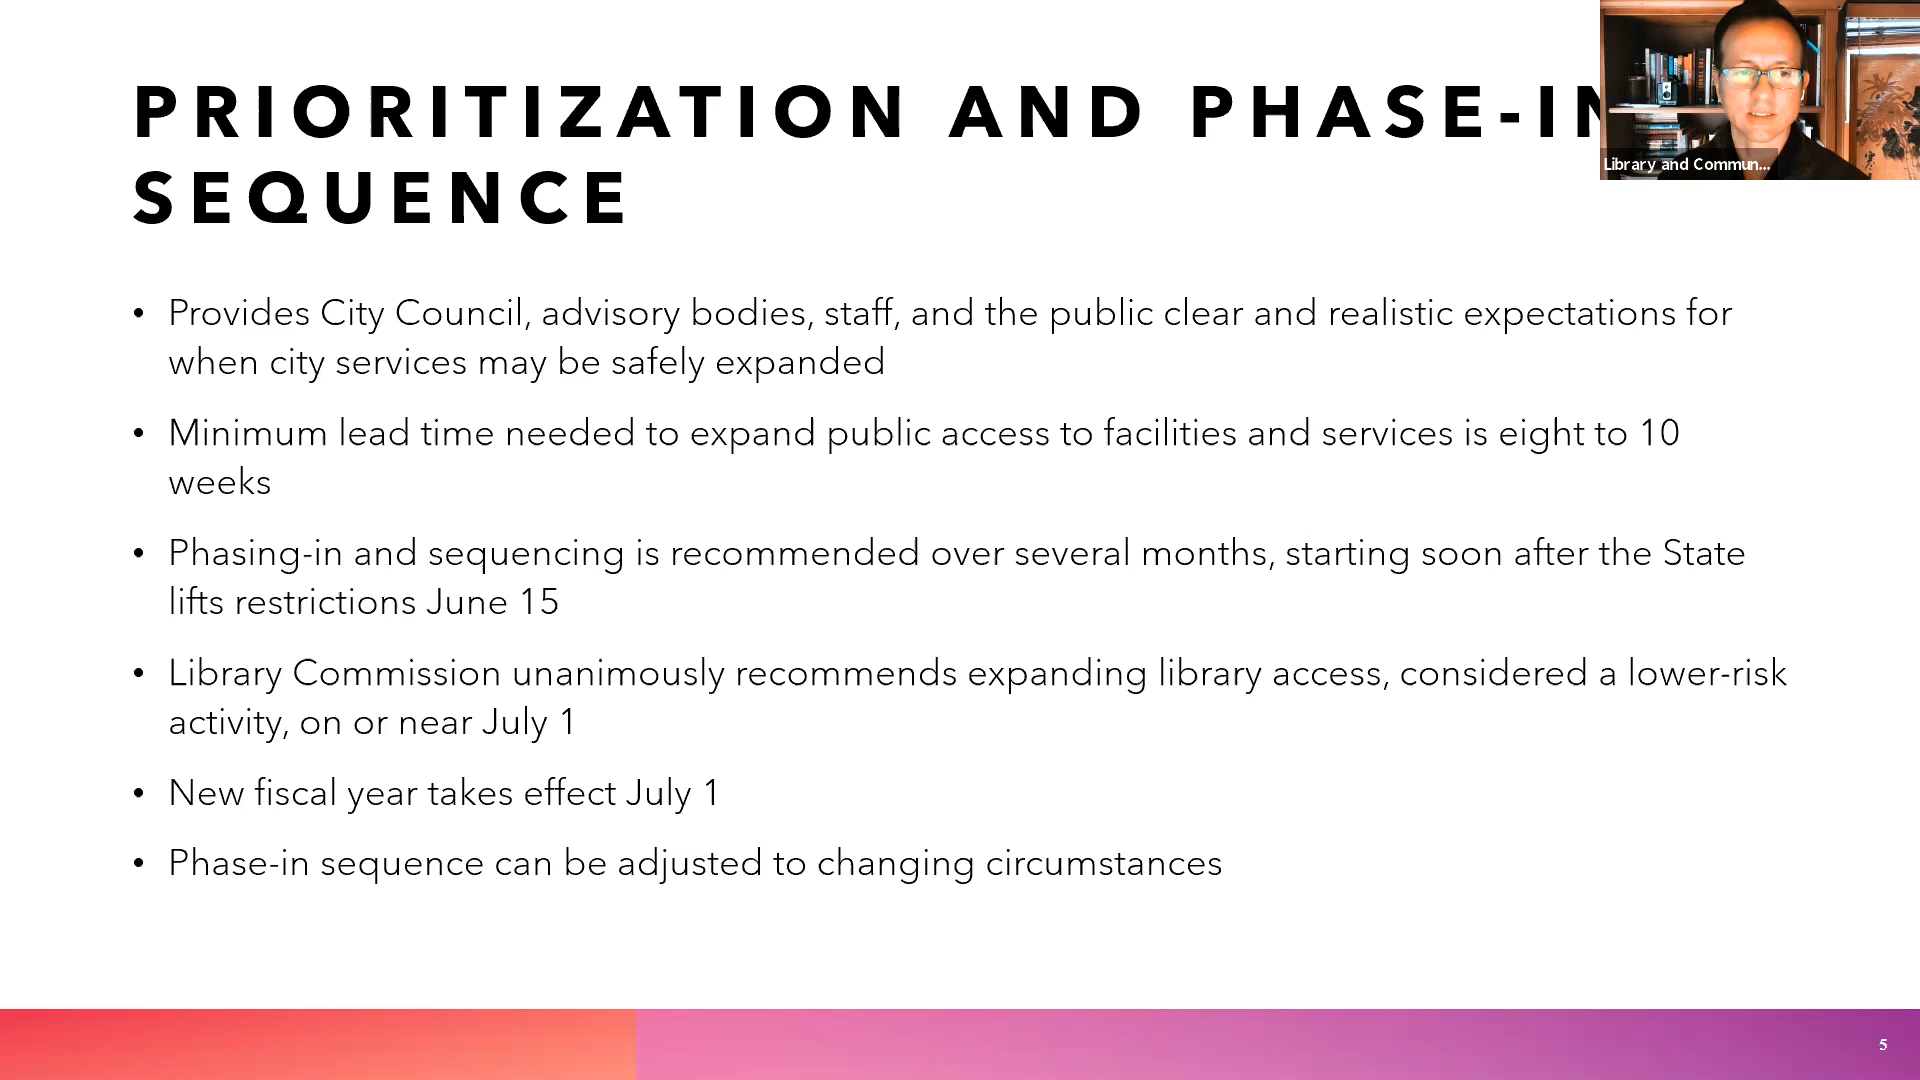 PRIORITIZATION AND PHASE-IN
SEQUENCE
Library and Commun...
• Provides City Council, advisory bodies, staff, and the public clear and realistic expectations for
when city services may be safely expanded
• Minimum lead time needed to expand public access to facilities and services is eight to 10
weeks
• Phasing-in and sequencing is recommended over several months, starting soon after the State
lifts restrictions June 15
• Library Commission unanimously recommends expanding library access, considered a lower-risk
activity, on or near July 1
• New fiscal year takes effect July 1
• Phase-in sequence can be adjusted to changing circumstances
5